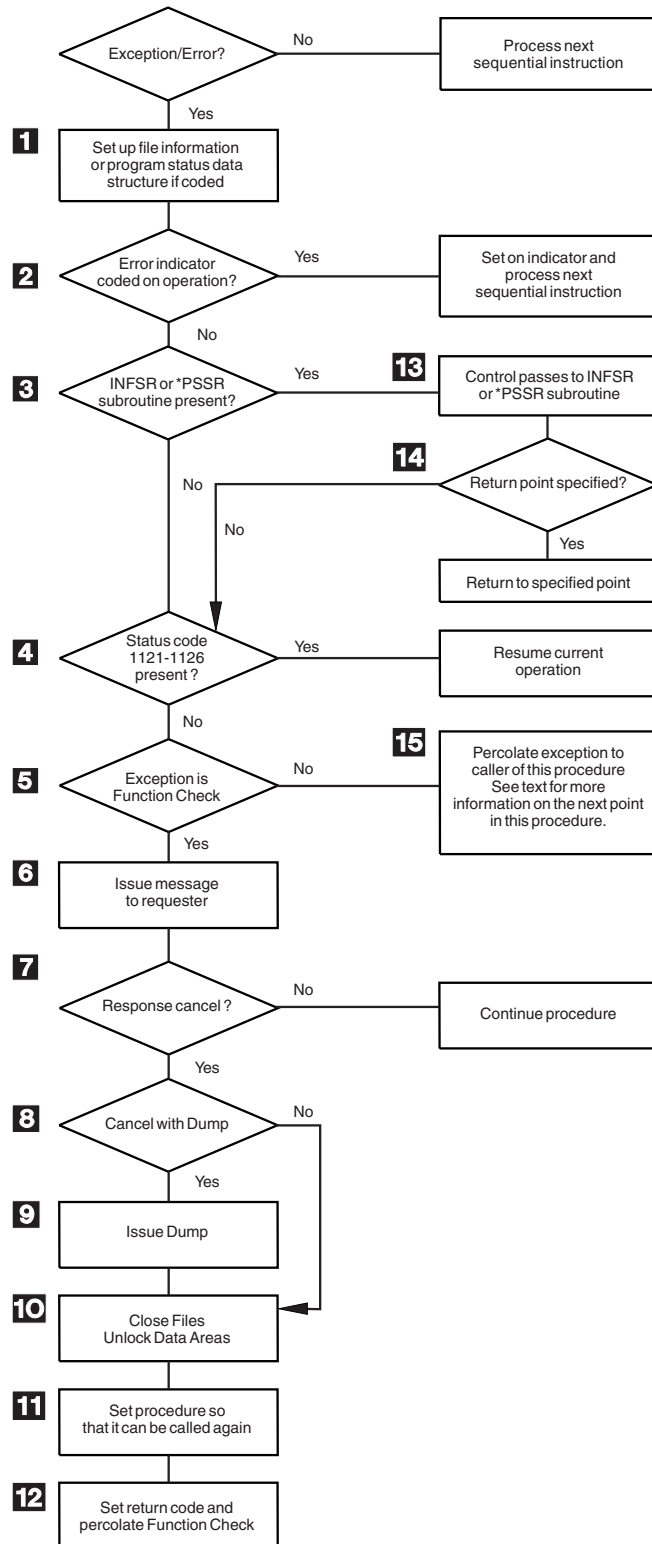 Exception/Error?
No
Process next
sequential instruction
Yes
1
Set up file information
or program status data
structure if coded
2
Error indicator
coded on operation?
Yes
Set on indicator and
process next
sequential instruction
No
3
INFSR or *PSSR
subroutine present?
Yes
13
Control passes to INFSR
or *PSSR subroutine
14
Return point specified?
No
No
Yes
Return to specified point
4
Status code
1121-1126
present ?
Yes
Resume current
operation
No
5
Exception is
Function Check
No
15
Percolate exception to
caller of this procedure
See text for more
information on the next point
in this procedure.
Yes
6
Issue message
to requester
7
Response cancel ?
No
Continue procedure
Yes
8
Cancel with Dump
No
Yes
9
Issue Dump
10
Close Files
Unlock Data Areas
11
Set procedure so
that it can be called again
12
Set return code and
percolate Function Check